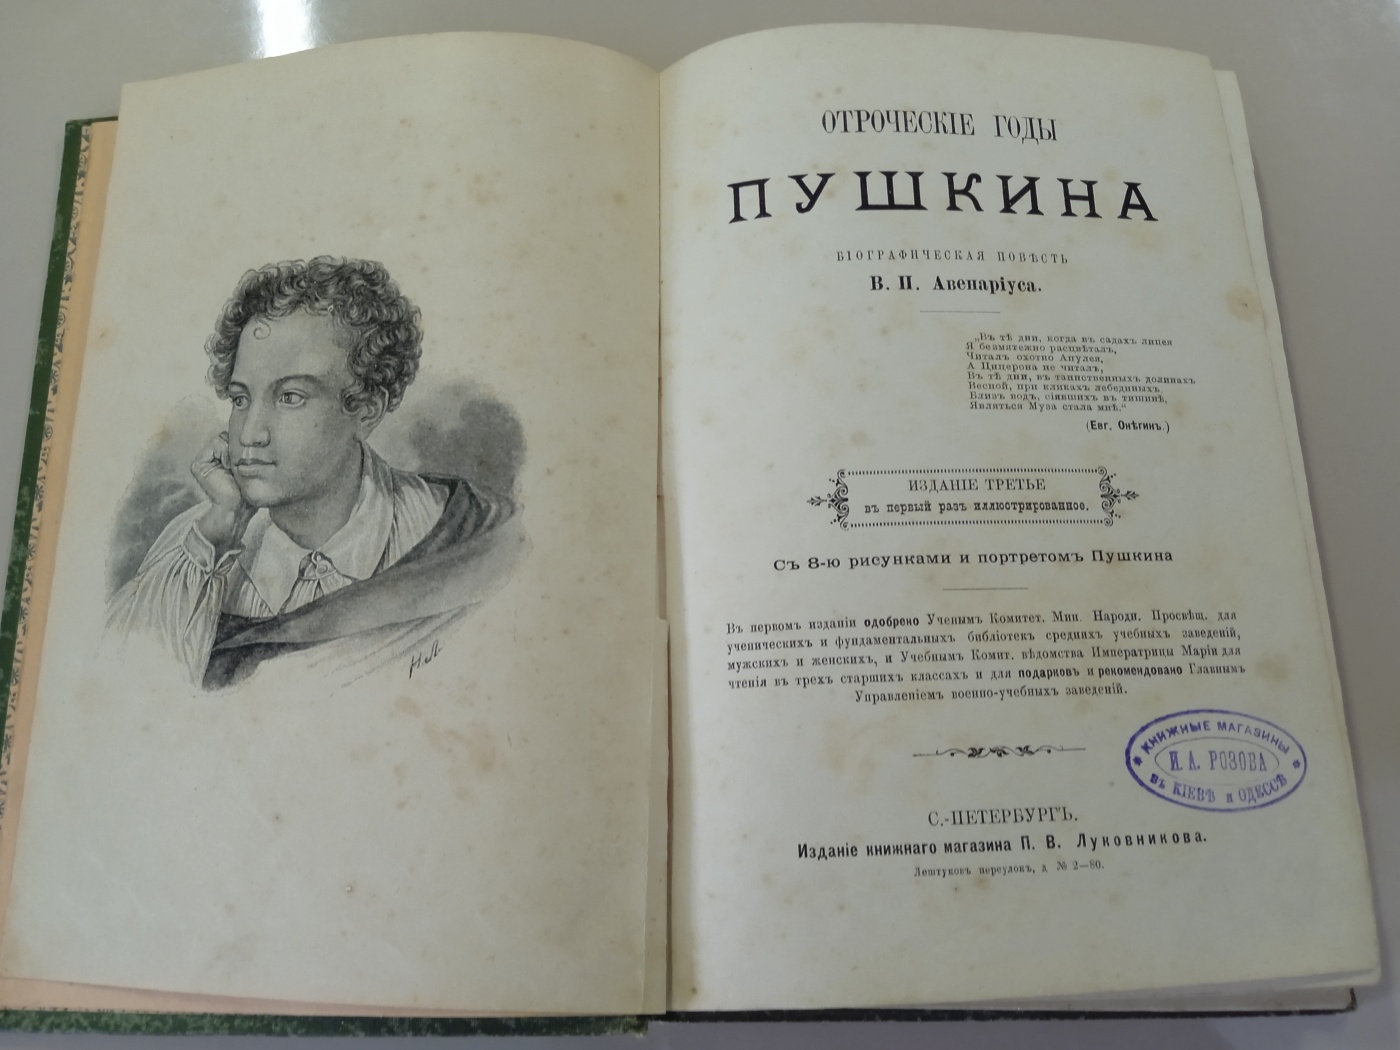 Н.Л.
ОТРОЧЕСКІЕ ГОДЫ
ПУШКИНА
БІОГРАФИЧЕСКАЯ ПОВѢСТЬ
В. П. Авенаріуса.
„Въ тѣ дни, когда въ садахъ лицея
Я безмятежно расцвѣталъ,
Читалъ охотно Апулея,
А Цицерона не читалъ,
Въ тѣ дни, въ таинственныхъ долинахъ
Весной, при кликахъ лебединыхъ
Близъ водъ, сіявшихъ въ тишинѣ,
Являться Муза стала мнѣ.“
(Евг. Онѣгинъ.)
ИЗДАНІЕ ТРЕТЬЕ
въ первый разъ иллюстрированное.
Съ 8-ю рисунками и портретомъ Пушкина
Въ первомъ изданіи одобрено Ученымъ Комитет. Мин. Народн. Просвѣщ. для
ученическихъ и фундаментальныхъ библіотекъ среднихъ учебныхъ заведеній,
мужскихъ и женскихъ, и Учебнымъ Комит. вѣдомства Императрицы Маріи для
чтенія въ трехъ старшихъ классахъ и для подарковъ и рекомендовано Главнымъ
Управленіемъ военно-учебныхъ заведеній.
КНИЖНЫЕ МАГАЗИНЫ
И. А. РОЗОВА
ВЪ КІЕВѢ и ОДЕССѢ
С.-ПЕТЕРБУРГЪ.
Изданіе книжнаго магазина П. В. Луковникова.
Лештуковъ переулокъ, д. № 2—80.